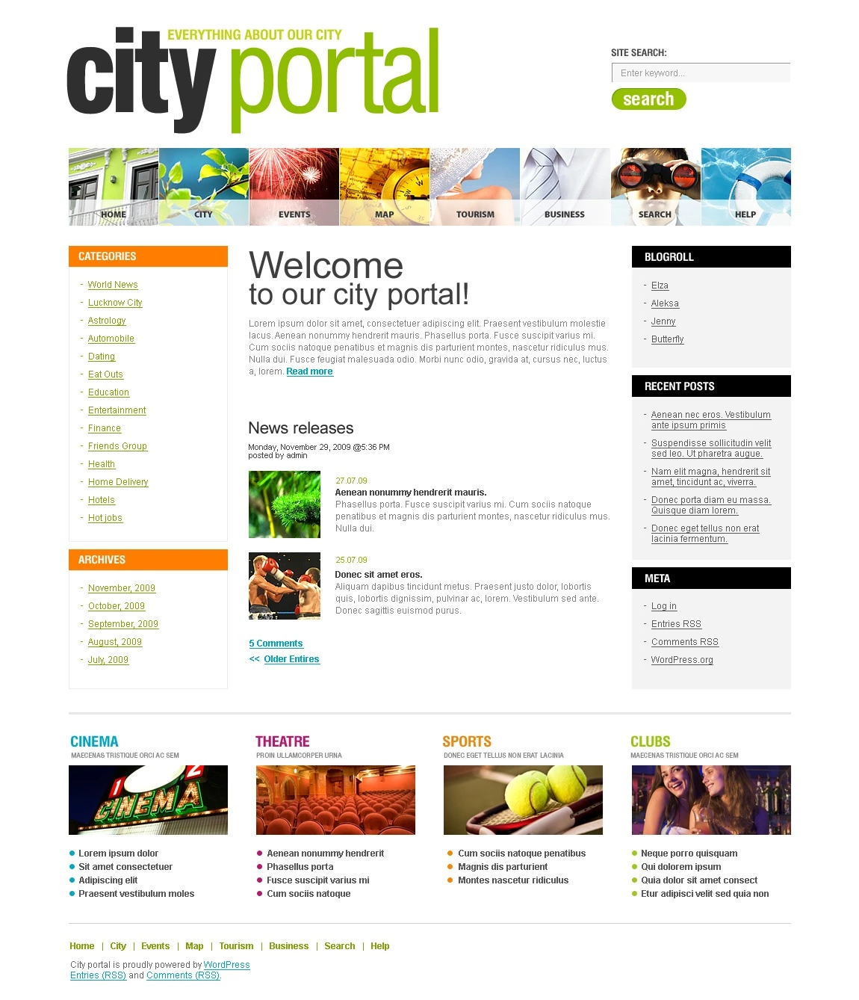 EVERYTHING ABOUT OUR CITY
city portal
SITE SEARCH:
Enter keyword...
search
HOME
CITY
EVENTS
MAP
TOURISM
BUSINESS
SEARCH
HELP
CATEGORIES
- World News
- Lucknow City
- Astrology
- Automobile
- Dating
- Eat Outs
- Education
- Entertainment
- Finance
- Friends Group
- Health
- Home Delivery
- Hotels
- Hot jobs
ARCHIVES
- November, 2009
- October, 2009
- September, 2009
- August, 2009
- July, 2009
Welcome
to our city portal!
Lorem ipsum dolor sit amet, consectetuer adipiscing elit. Praesent vestibulum molestie
lacus. Aenean nonummy hendrerit mauris. Phasellus porta. Fusce suscipit varius mi.
Cum sociis natoque penatibus et magnis dis parturient montes, nascetur ridiculus mus.
Nulla dui. Fusce feugiat malesuada odio. Morbi nunc odio, gravida at, cursus nec, luctus
a, lorem. Read more
News releases
Monday, November 29, 2009 @5:36 PM
posted by admin
27.07.09
Aenean nonummy hendrerit mauris.
Phasellus porta. Fusce suscipit varius mi. Cum sociis natoque
penatibus et magnis dis parturient montes, nascetur ridiculus mus.
Nulla dui.
25.07.09
Donec sit amet eros.
Aliquam dapibus tincidunt metus. Praesent justo dolor, lobortis
quis, lobortis dignissim, pulvinar ac, lorem. Vestibulum sed ante.
Donec sagittis euismod purus.
5 Comments
<< Older Entires
BLOGROLL
- Elza
- Aleksa
- Jenny
- Butterfly
RECENT POSTS
- Aenean nec eros. Vestibulum
ante ipsum primis
- Suspendisse sollicitudin velit
sed leo. Ut pharetra augue.
- Nam elit magna, hendrerit sit
amet, tincidunt ac, viverra.
- Donec porta diam eu massa.
Quisque diam lorem.
- Donec eget tellus non erat
lacinia fermentum.
META
- Log in
- Entries RSS
- Comments RSS
- WordPress.org
CINEMA
MAECENAS TRISTIQUE ORCI AC SEM
1 2
CINEMA
Lorem ipsum dolor
Sit amet consectetuer
Adipiscing elit
Praesent vestibulum moles
THEATRE
PROIN ULLAMCORPER URNA
Aenean nonummy hendrerit
Phasellus porta
Fusce suscipit varius mi
Cum sociis natoque
SPORTS
DONEC EGET TELLUS NON ERAT LACINIA
Cum sociis natoque penatibus
Magnis dis parturient
Montes nascetur ridiculus
CLUBS
MAECENAS TRISTIQUE ORCI AC SEM
Neque porro quisquam
Qui dolorem ipsum
Quia dolor sit amet consect
Etur adipisci velit sed quia non
Home | City | Events | Map | Tourism | Business | Search | Help
City portal is proudly powered by WordPress
Entries (RSS) and Comments (RSS).